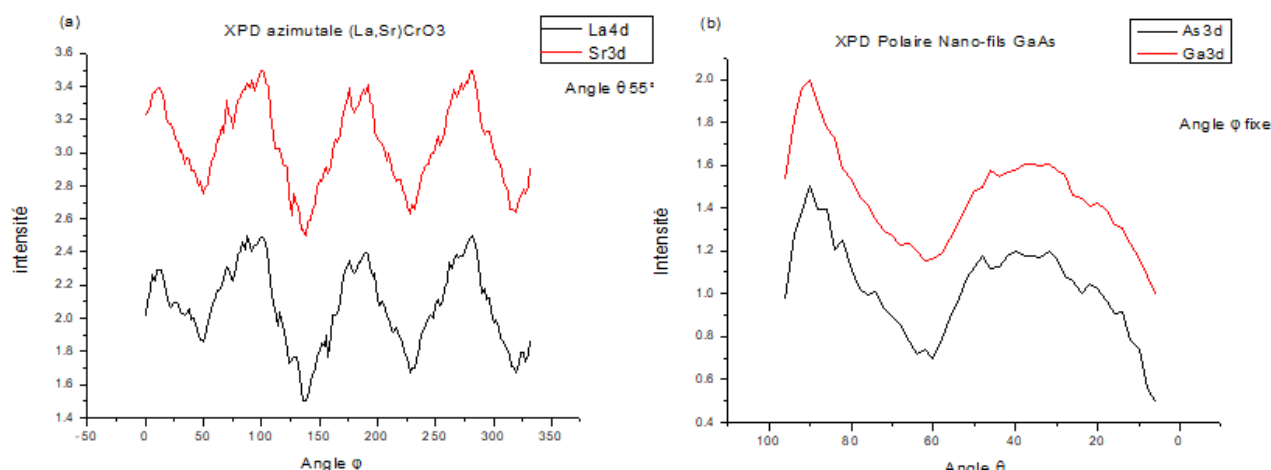 (a)
XPD azimutale (La,Sr)CrO3
La4d
Sr3d
Angle θ 55°
intensité
3.6
3.4
3.2
3.0
2.8
2.6
2.4
2.2
2.0
1.8
1.6
1.4
-50 0 50 100 150 200 250 300 350
Angle φ
(b)
XPD Polaire Nano-fils GaAs
As3d
Ga3d
Angle φ fixe
Intensité
2.0
1.8
1.6
1.4
1.2
1.0
0.8
0.6
0.4
100 80 60 40 20 0
Angle θ